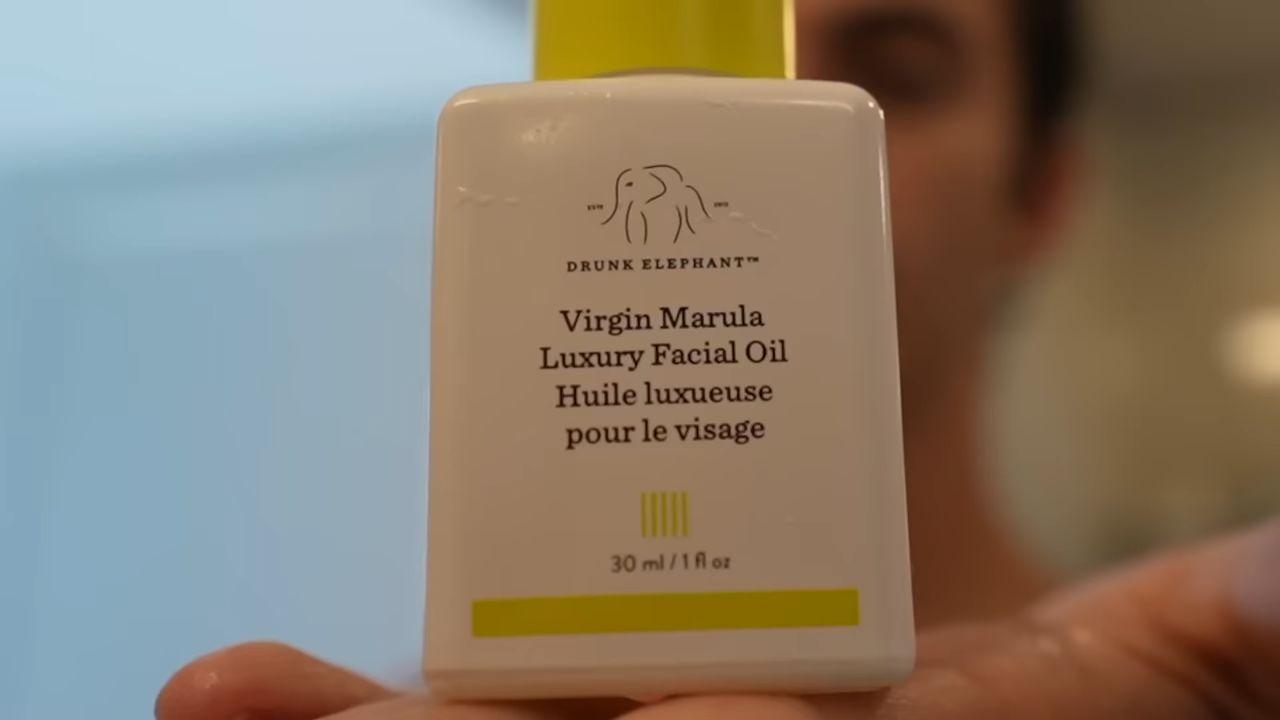 DRUNK ELEPHANT™
Virgin Marula
Luxury Facial Oil
Huile luxueuse
pour le visage
30 ml / 1 fl oz